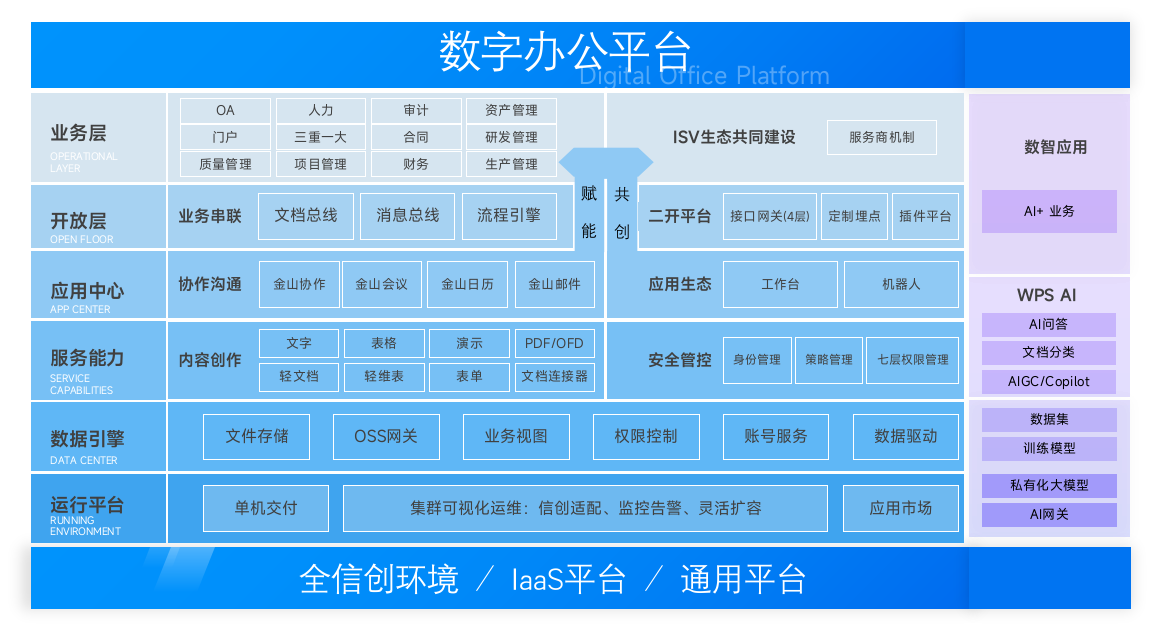 数字办公平台
Digital Office Platform
业务层
OPERATIONAL
LAYER
OA
人力
审计
资产管理
门户
三重一大
合同
研发管理
质量管理
项目管理
财务
生产管理
ISV生态共同建设
服务商机制
赋能
共创
开放层
OPEN FLOOR
业务串联
文档总线
消息总线
流程引擎
二开平台
接口网关(4层)
定制埋点
插件平台
应用中心
APP CENTER
协作沟通
金山协作
金山会议
金山日历
金山邮件
应用生态
工作台
机器人
服务能力
SERVICE
CAPABILITIES
内容创作
文字
表格
演示
PDF/OFD
轻文档
轻维表
表单
文档连接器
安全管控
身份管理
策略管理
七层权限管理
数据引擎
DATA CENTER
文件存储
OSS网关
业务视图
权限控制
账号服务
数据驱动
运行平台
RUNNING
ENVIRONMENT
单机交付
集群可视化运维：信创适配、监控告警、灵活扩容
应用市场
数智应用
AI+ 业务
WPS AI
AI问答
文档分类
AIGC/Copilot
数据集
训练模型
私有化大模型
AI网关
全信创环境 / IaaS平台 / 通用平台